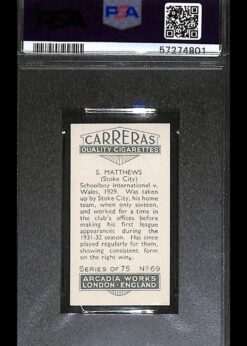 PSA
57274801
CARRERAS
QUALITY CIGARETTES
S. MATTHEWS
(Stoke City)
Schoolboy International v.
Wales, 1929. Was taken
up by Stoke City, his home
team, when only sixteen,
and worked for a time in
the club's offices before
making his first league
appearances during the
1931-32 season. Has since
played regularly for them,
showing consistent form
on the right wing.
SERIES OF 75 Nº 69
ARCADIA WORKS
LONDON·ENGLAND